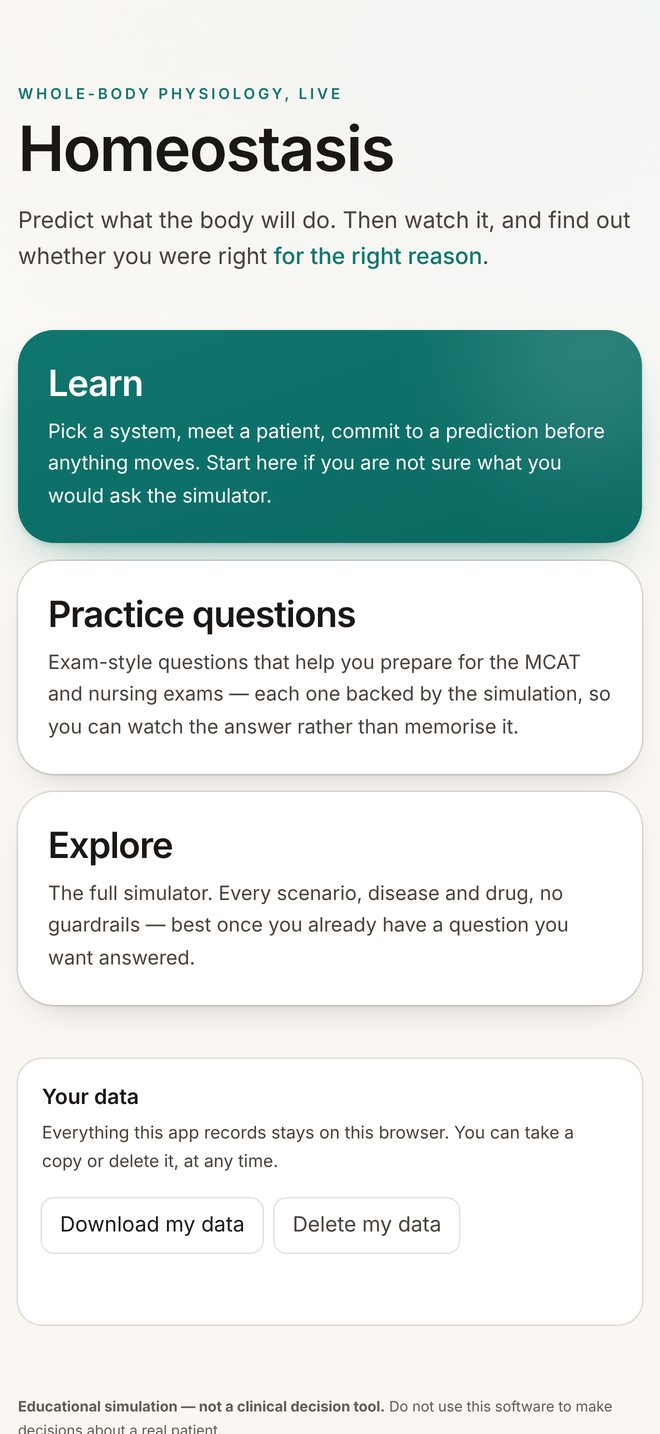 WHOLE-BODY PHYSIOLOGY, LIVE
Homeostasis
Predict what the body will do. Then watch it, and find out
whether you were right for the right reason.
Learn
Pick a system, meet a patient, commit to a prediction before
anything moves. Start here if you are not sure what you
would ask the simulator.
Practice questions
Exam-style questions that help you prepare for the MCAT
and nursing exams — each one backed by the simulation, so
you can watch the answer rather than memorise it.
Explore
The full simulator. Every scenario, disease and drug, no
guardrails — best once you already have a question you
want answered.
Your data
Everything this app records stays on this browser. You can take a
copy or delete it, at any time.
Download my data
Delete my data
Educational simulation — not a clinical decision tool. Do not use this software to make
decisions about a real patient.